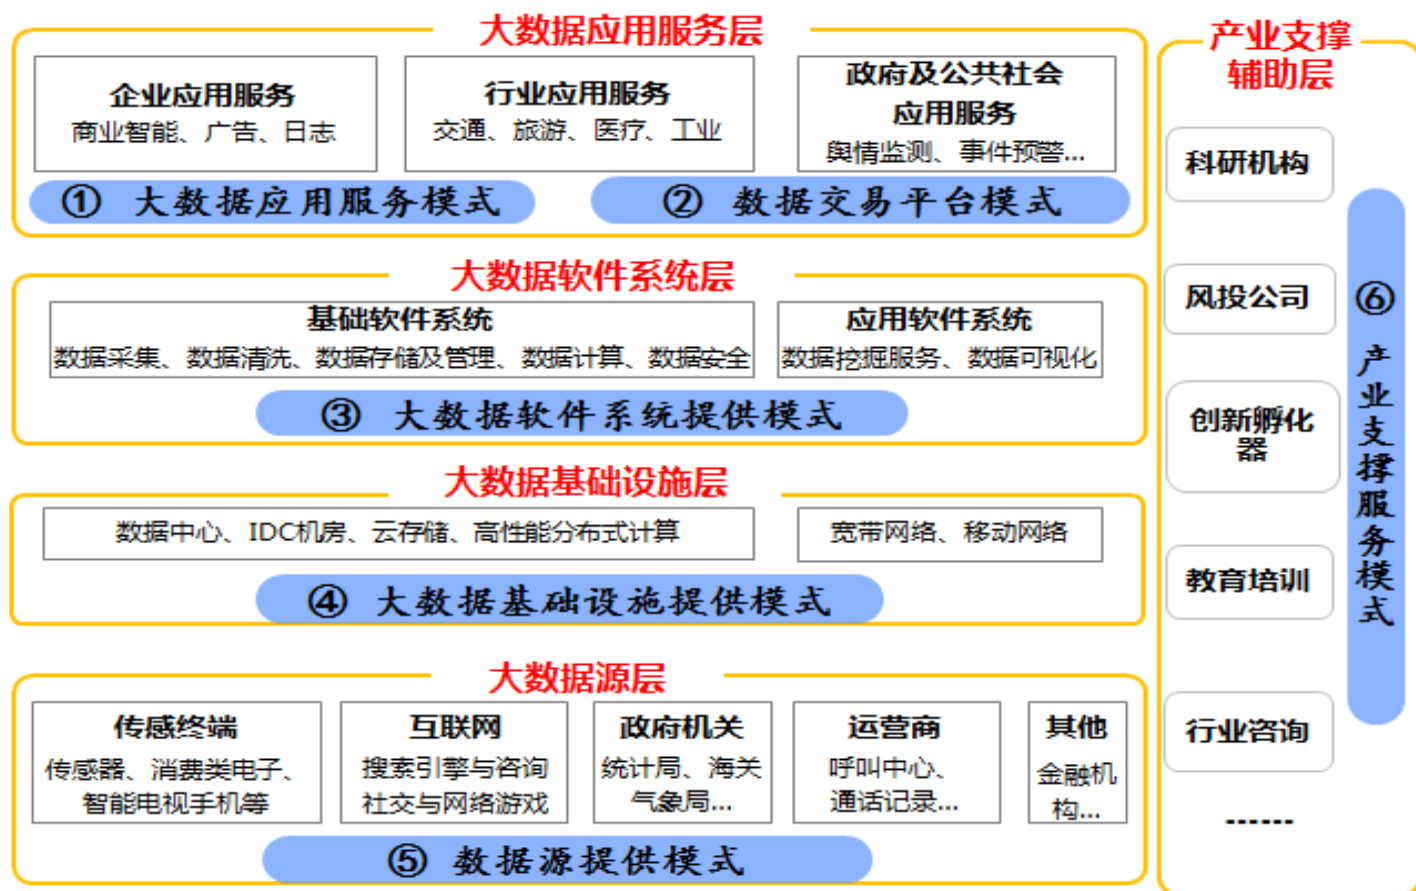 大数据应用服务层
企业应用服务
商业智能、广告、日志
行业应用服务
交通、旅游、医疗、工业
政府及公共社会
应用服务
舆情监测、事件预警...
① 大数据应用服务模式
② 数据交易平台模式
大数据软件系统层
基础软件系统
数据采集、数据清洗、数据存储及管理、数据计算、数据安全
应用软件系统
数据挖掘服务、数据可视化
③ 大数据软件系统提供模式
大数据基础设施层
数据中心、IDC机房、云存储、高性能分布式计算
宽带网络、移动网络
④ 大数据基础设施提供模式
大数据源层
传感终端
传感器、消费类电子、
智能电视手机等
互联网
搜索引擎与咨询
社交与网络游戏
政府机关
统计局、海关
气象局...
运营商
呼叫中心、
通话记录...
其他
金融机
构...
⑤ 数据源提供模式
产业支撑
辅助层
科研机构
风投公司
创新孵化
器
教育培训
行业咨询
......
⑥ 产业支撑服务模式